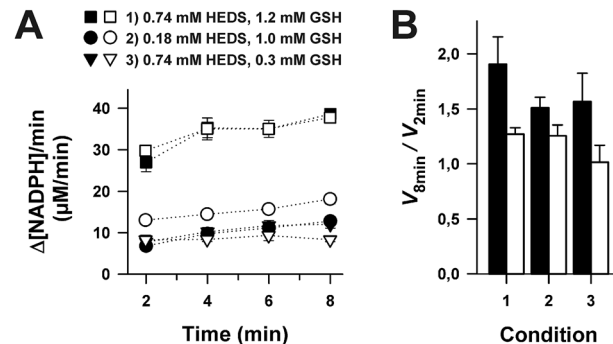 A
1) 0.74 mM HEDS, 1.2 mM GSH
2) 0.18 mM HEDS, 1.0 mM GSH
3) 0.74 mM HEDS, 0.3 mM GSH
Δ[NADPH]/min
(µM/min)
40
30
20
10
0
2 4 6 8
Time (min)
B
V8min / V2min
2,0
1,5
1,0
0,5
0,0
1 2 3
Condition